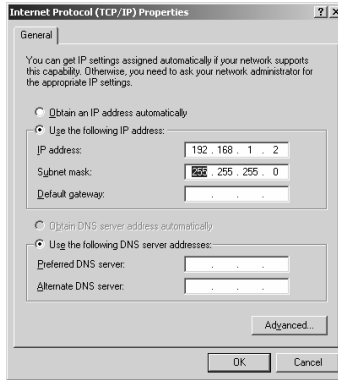 Internet Protocol (TCP/IP) Properties ? X
General
You can get IP settings assigned automatically if your network supports
this capability. Otherwise, you need to ask your network administrator for
the appropriate IP settings.
Obtain an IP address automatically
Use the following IP address:
IP address: 192 . 168 . 1 . 2
Subnet mask: 255 . 255 . 255 . 0
Default gateway: . . .
Obtain DNS server address automatically
Use the following DNS server addresses:
Preferred DNS server: . . .
Alternate DNS server: . . .
Advanced...
OK Cancel